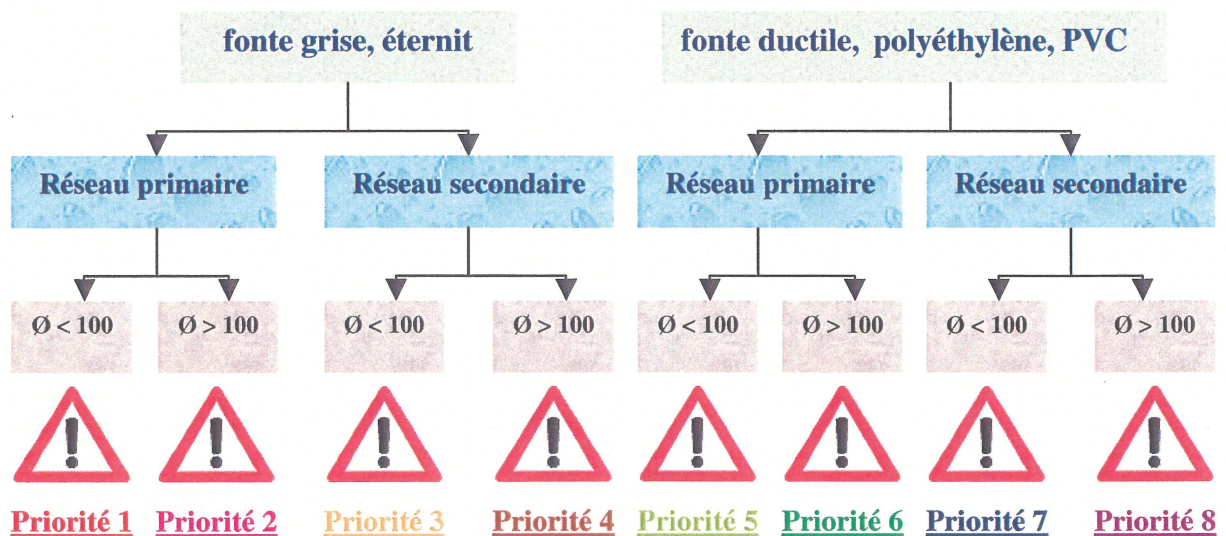 fonte grise, éternit
fonte ductile, polyéthylène, PVC
Réseau primaire
Réseau secondaire
Réseau primaire
Réseau secondaire
Ø < 100
Ø > 100
Ø < 100
Ø > 100
Ø < 100
Ø > 100
Ø < 100
Ø > 100
Priorité 1
Priorité 2
Priorité 3
Priorité 4
Priorité 5
Priorité 6
Priorité 7
Priorité 8